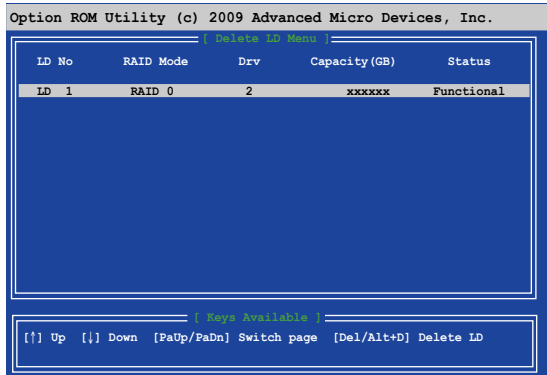 Option ROM Utility (c) 2009 Advanced Micro Devices, Inc.
[ Delete LD Menu ]
LD No RAID Mode Drv Capacity(GB) Status
LD 1 RAID 0 2 xxxxxx Functional
[ Keys Available ]
[↑] Up [↓] Down [PaUp/PaDn] Switch page [Del/Alt+D] Delete LD